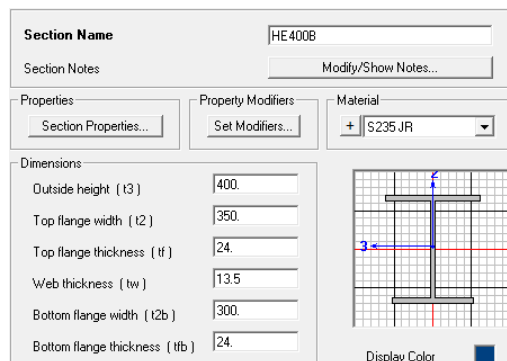 Section Name HE400B
Section Notes Modify/Show Notes...
Properties Property Modifiers Material
Section Properties... Set Modifiers... + S235JR
Dimensions
Outside height ( t3 ) 400.
Top flange width ( t2 ) 350.
Top flange thickness ( tf ) 24.
Web thickness ( tw ) 13.5
Bottom flange width ( t2b ) 300.
Bottom flange thickness ( tfb ) 24.
2
3
Display Color